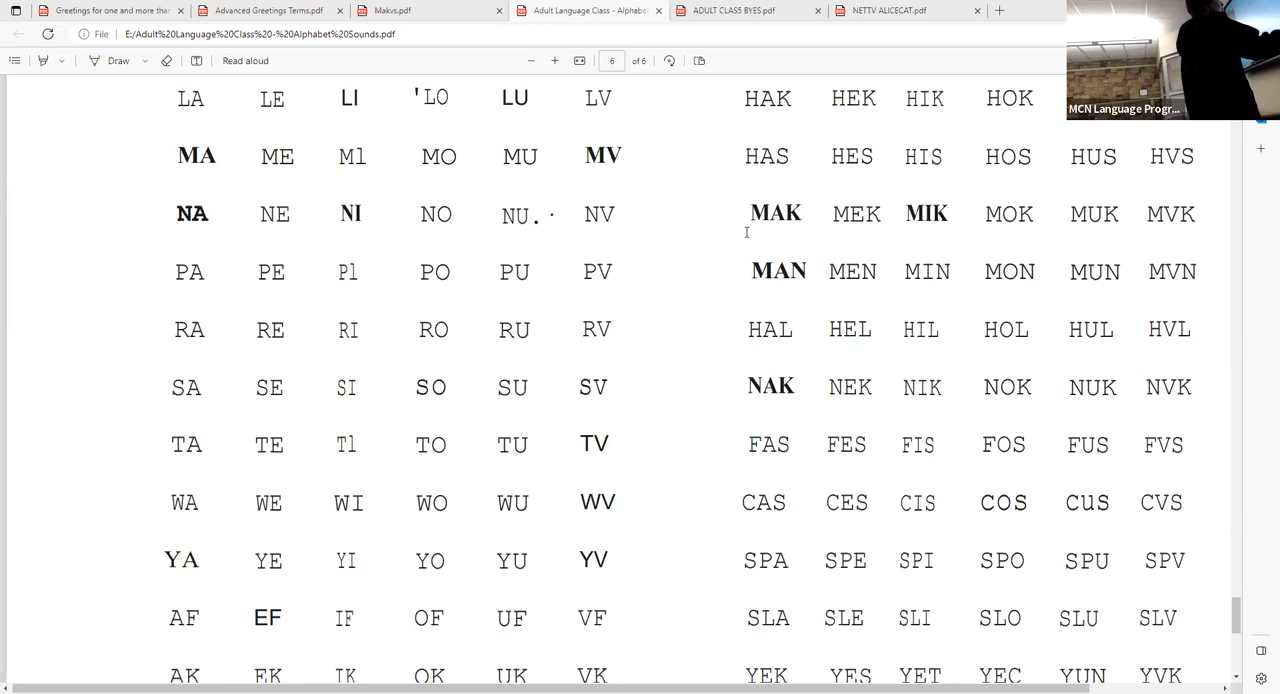 Greetings for one and more than
Advanced Greetings Terms.pdf
Makvs.pdf
Adult Language Class - Alphabet
ADULT CLAS5 BYES.pdf
NETTV ALICECAT.pdf
File E:/Adult%20Language%20Class%20-%20Alphabet%20Sounds.pdf
Draw Read aloud 6 of 6
MCN Language Progr...
LA LE LI 'LO LU LV HAK HEK HIK HOK
MA ME Ml MO MU MV HAS HES HIS HOS HUS HVS
NA NE NI NO NU. · NV MAK MEK MIK MOK MUK MVK
PA PE Pl PO PU PV MAN MEN MIN MON MUN MVN
RA RE RI RO RU RV HAL HEL HIL HOL HUL HVL
SA SE SI SO SU SV NAK NEK NIK NOK NUK NVK
TA TE Tl TO TU TV FAS FES FIS FOS FUS FVS
WA WE WI WO WU WV CAS CES CIS COS CUS CVS
YA YE YI YO YU YV SPA SPE SPI SPO SPU SPV
AF EF IF OF UF VF SLA SLE SLI SLO SLU SLV
AK EK IK OK UK VK YEK YES YET YEC YUN YVK